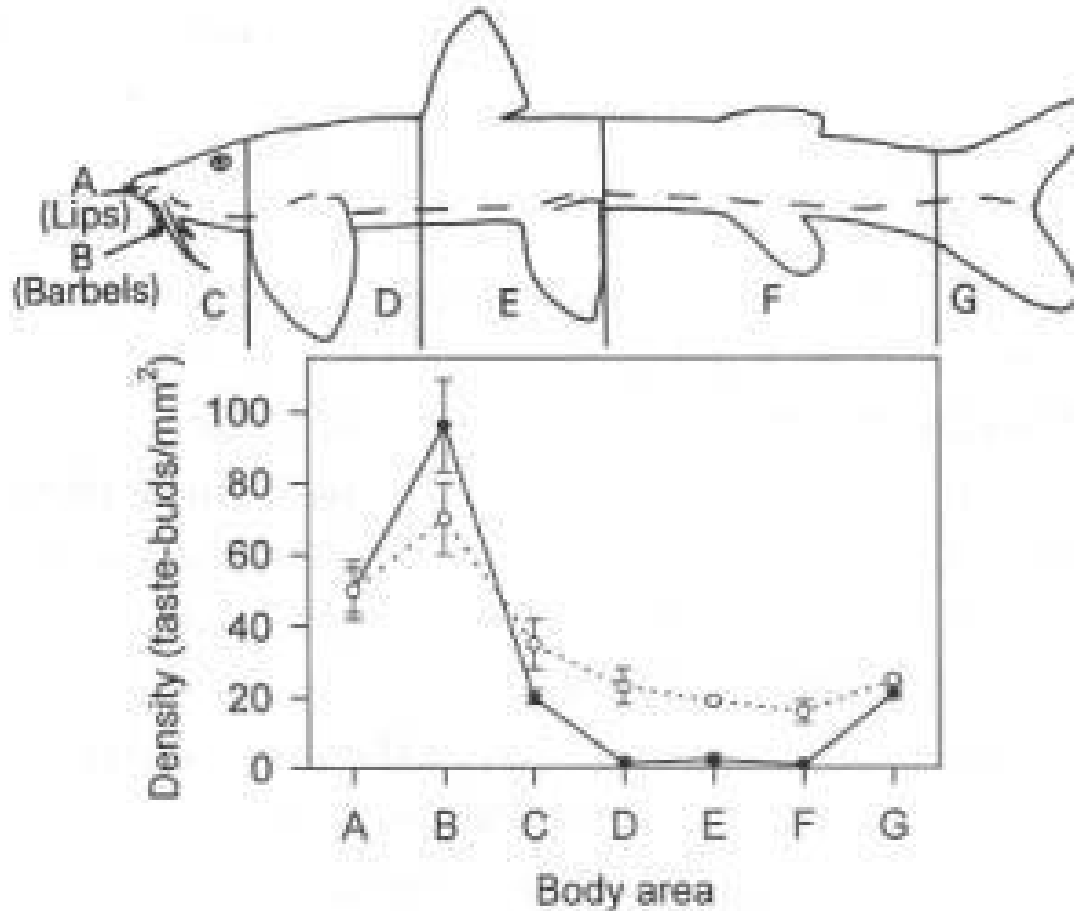 A
(Lips)
B
(Barbels)
C
D
E
F
G
Density (taste-buds/mm²)
100
80
60
40
20
0
A B C D E F G
Body area